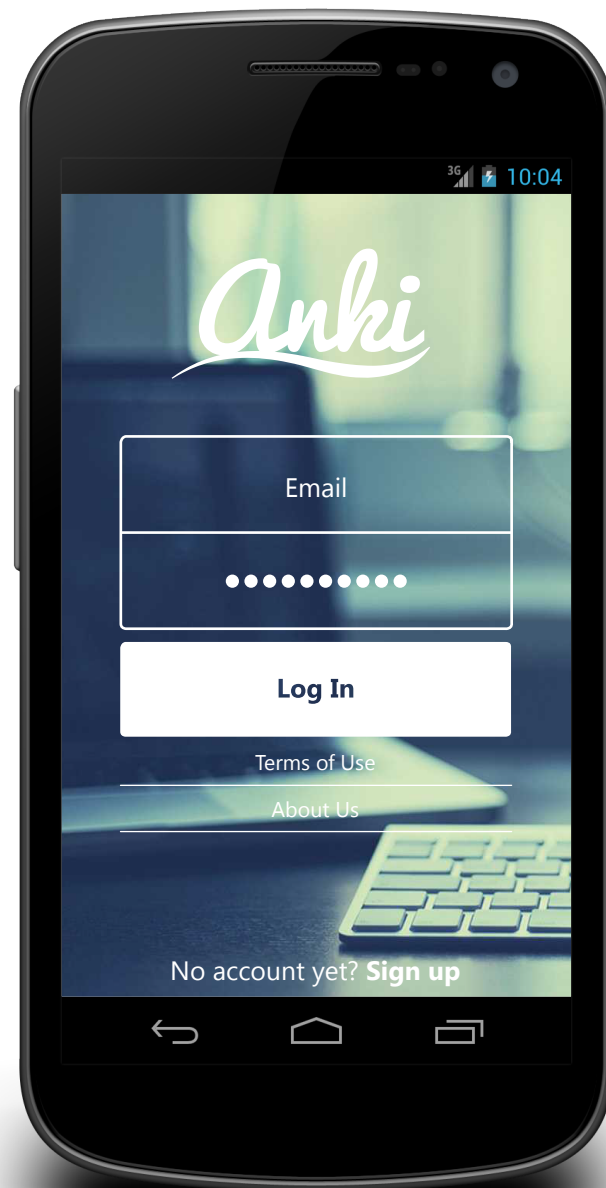 3G 10:04
Anki
Email
Log In
Terms of Use
About Us
No account yet? Sign up